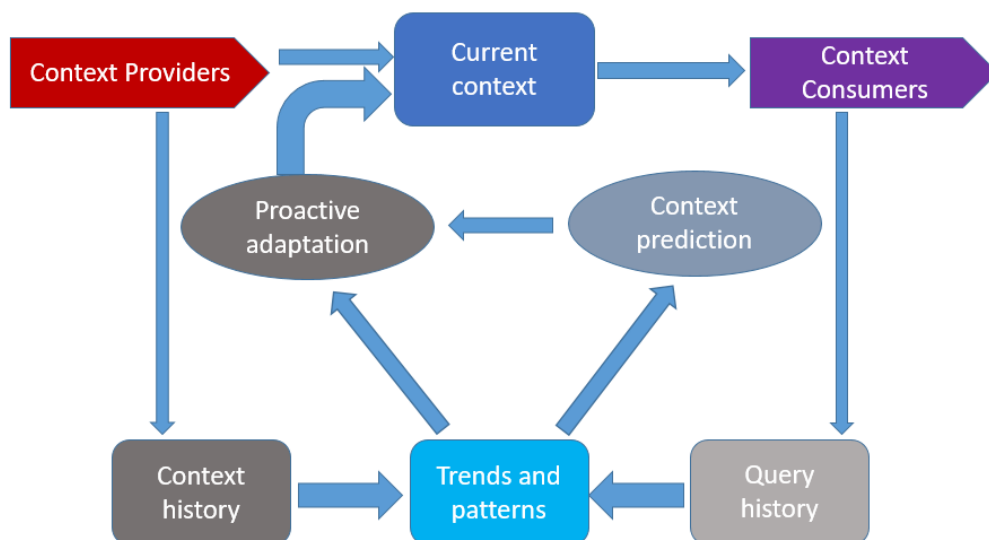 Context Providers
Current
context
Context
Consumers
Proactive
adaptation
Context
prediction
Context
history
Trends and
patterns
Query
history